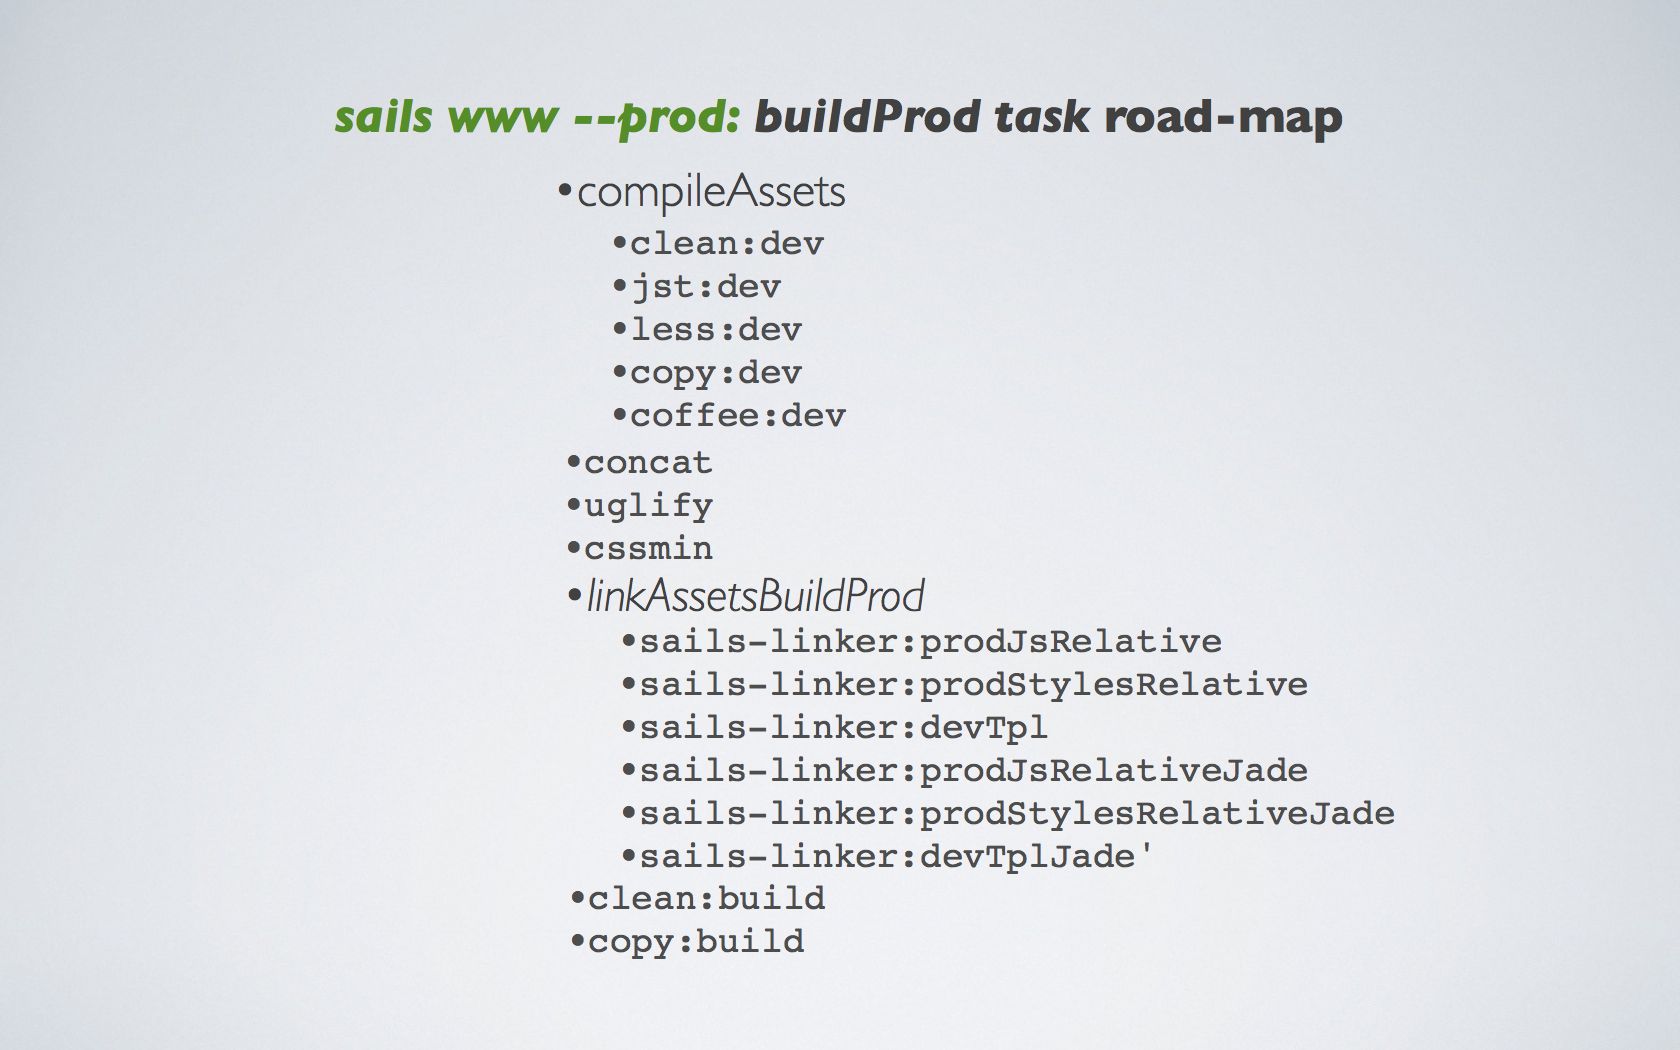 sails www --prod: buildProd task road-map
•compileAssets
•clean:dev
•jst:dev
•less:dev
•copy:dev
•coffee:dev
•concat
•uglify
•cssmin
•linkAssetsBuildProd
•sails-linker:prodJsRelative
•sails-linker:prodStylesRelative
•sails-linker:devTpl
•sails-linker:prodJsRelativeJade
•sails-linker:prodStylesRelativeJade
•sails-linker:devTplJade'
•clean:build
•copy:build